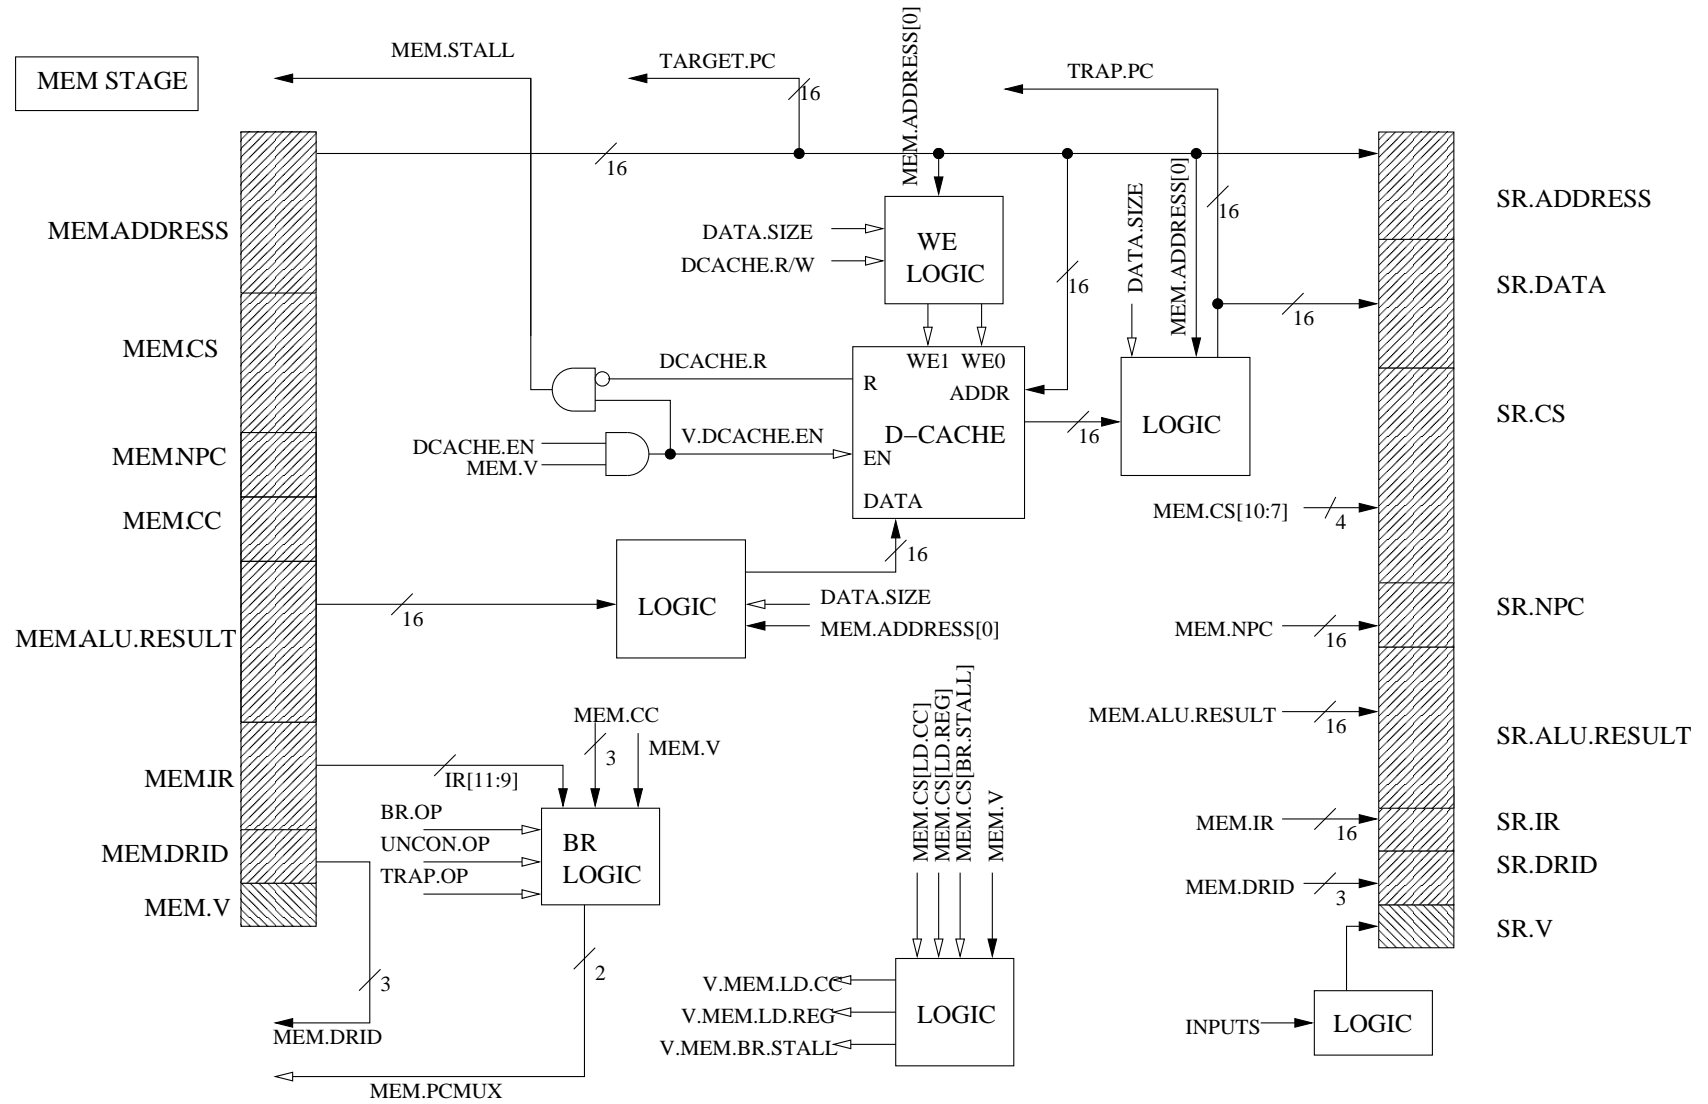 MEM STAGE
MEM.STALL
TARGET.PC
16
MEM.ADDRESS[0]
TRAP.PC
16
MEM.ADDRESS
MEM.CS
MEM.NPC
MEM.CC
MEM.ALU.RESULT
MEM.IR
MEM.DRID
MEM.V
DATA.SIZE
DCACHE.R/W
WE
LOGIC
16
DATA.SIZE
MEM.ADDRESS[0]
16
16
DCACHE.R
WE1 WE0
R
ADDR
D-CACHE
EN
DATA
16
LOGIC
DCACHE.EN
MEM.V
V.DCACHE.EN
16
LOGIC
16
DATA.SIZE
MEM.ADDRESS[0]
MEM.CC
3
MEM.V
IR[11:9]
BR.OP
UNCON.OP
TRAP.OP
BR
LOGIC
3
2
MEM.DRID
MEM.PCMUX
MEM.CS[LD.CC]
MEM.CS[LD.REG]
MEM.CS[BR.STALL]
MEM.V
LOGIC
V.MEM.LD.CC
V.MEM.LD.REG
V.MEM.BR.STALL
MEM.CS[10:7]
4
MEM.NPC
16
MEM.ALU.RESULT
16
MEM.IR
16
MEM.DRID
3
INPUTS
LOGIC
SR.ADDRESS
SR.DATA
SR.CS
SR.NPC
SR.ALU.RESULT
SR.IR
SR.DRID
SR.V